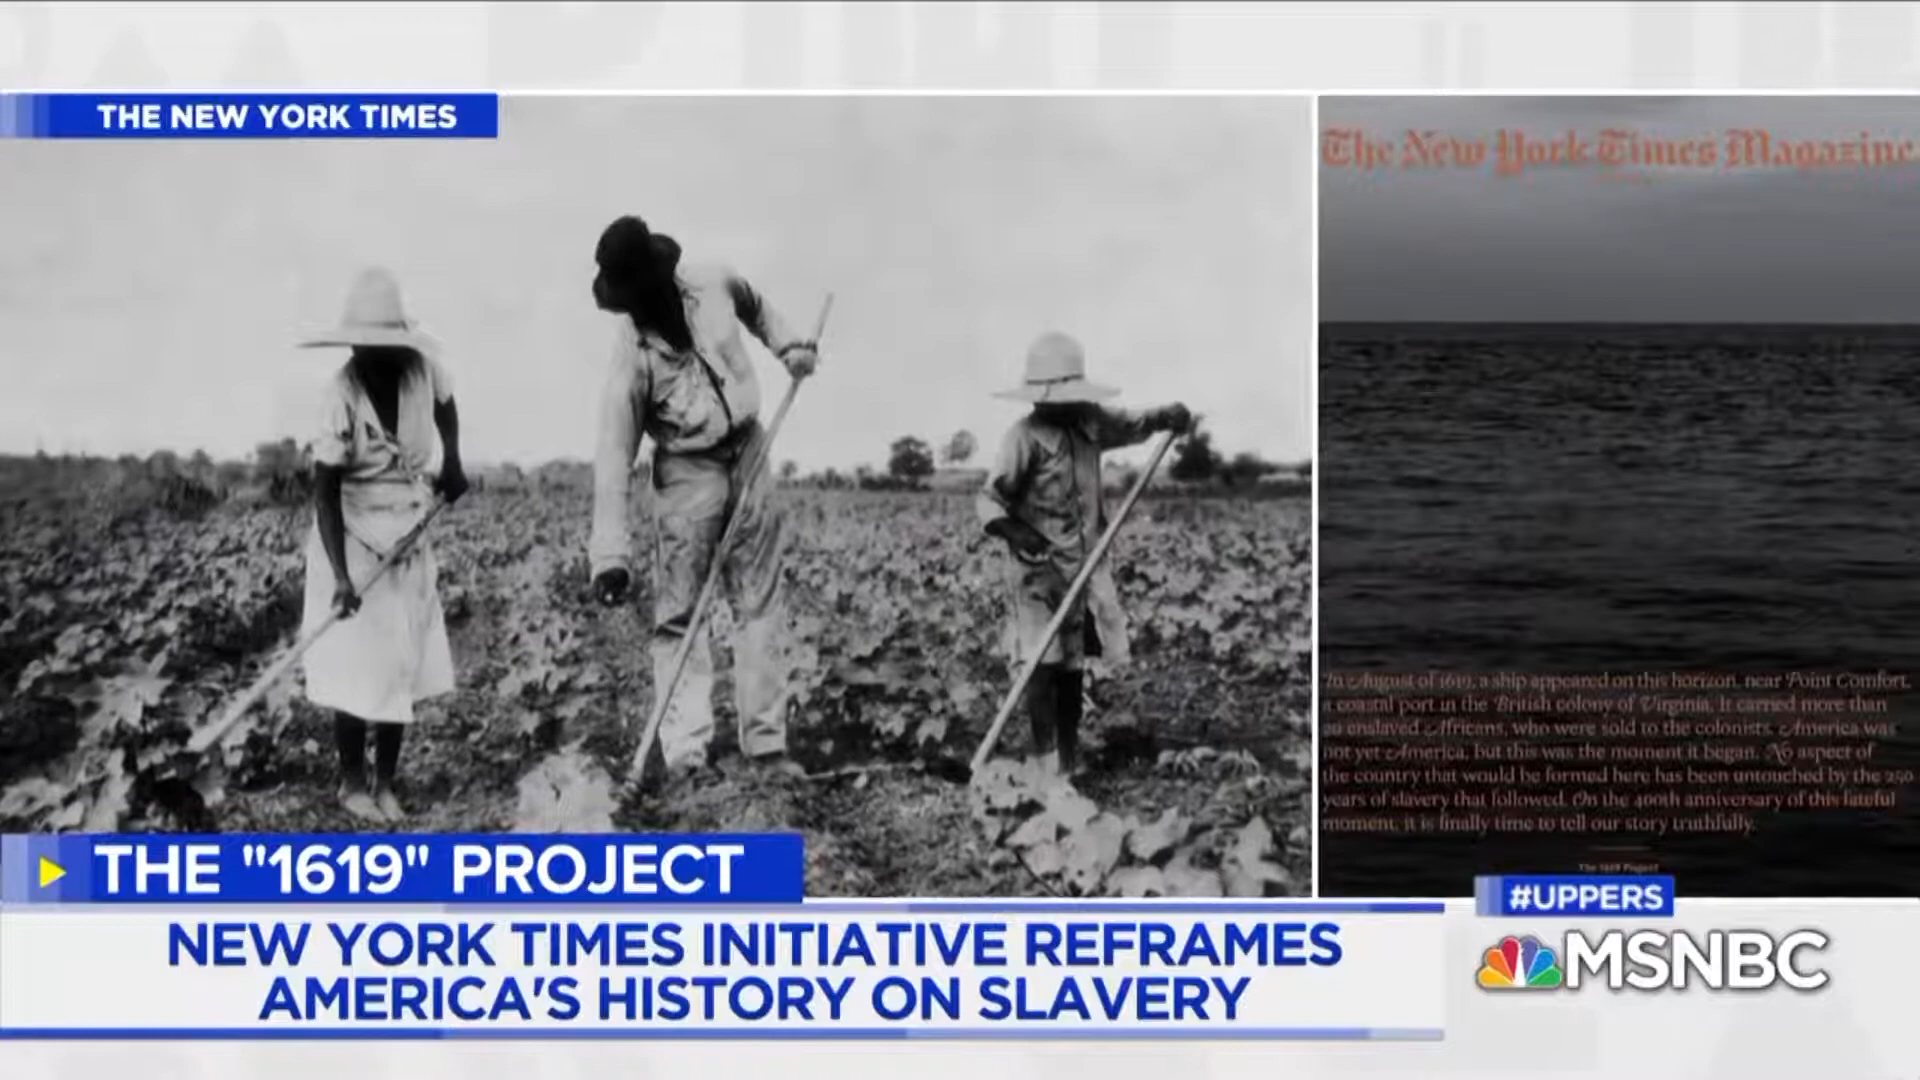 THE NEW YORK TIMES
The New York Times Magazine
In August of 1619, a ship appeared on this horizon, near Point Comfort,
a coastal port in the British colony of Virginia. It carried more than
20 enslaved Africans, who were sold to the colonists. America was
not yet America, but this was the moment it began. No aspect of
the country that would be formed here has been untouched by the 250
years of slavery that followed. On the 400th anniversary of this fateful
moment, it is finally time to tell our story truthfully.
The 1619 Project
THE "1619" PROJECT
#UPPERS
NEW YORK TIMES INITIATIVE REFRAMES
AMERICA'S HISTORY ON SLAVERY
MSNBC